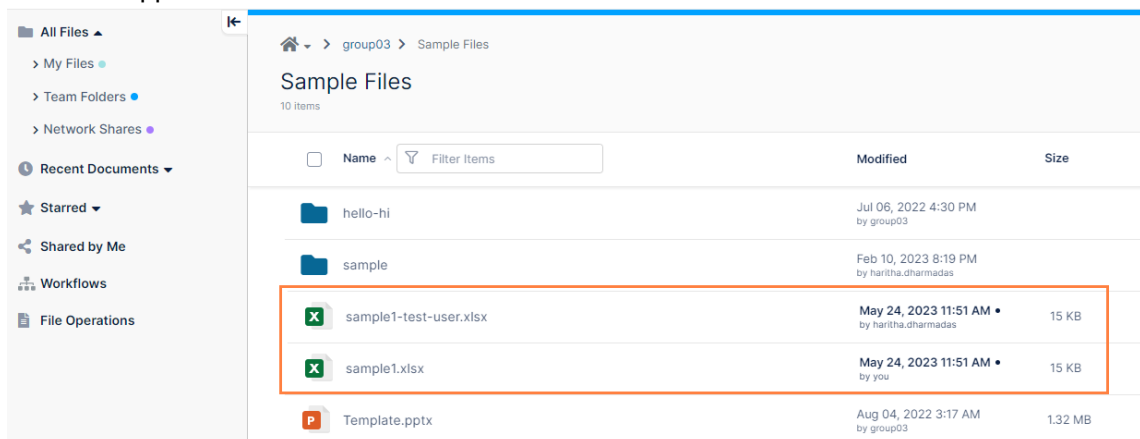 All Files
My Files
Team Folders
Network Shares
Recent Documents
Starred
Shared by Me
Workflows
File Operations
group03 > Sample Files
Sample Files
10 items
Name Filter Items Modified Size
hello-hi Jul 06, 2022 4:30 PM
by group03
sample Feb 10, 2023 8:19 PM
by haritha.dharmadas
sample1-test-user.xlsx May 24, 2023 11:51 AM • 15 KB
by haritha.dharmadas
sample1.xlsx May 24, 2023 11:51 AM • 15 KB
by you
Template.pptx Aug 04, 2022 3:17 AM 1.32 MB
by group03